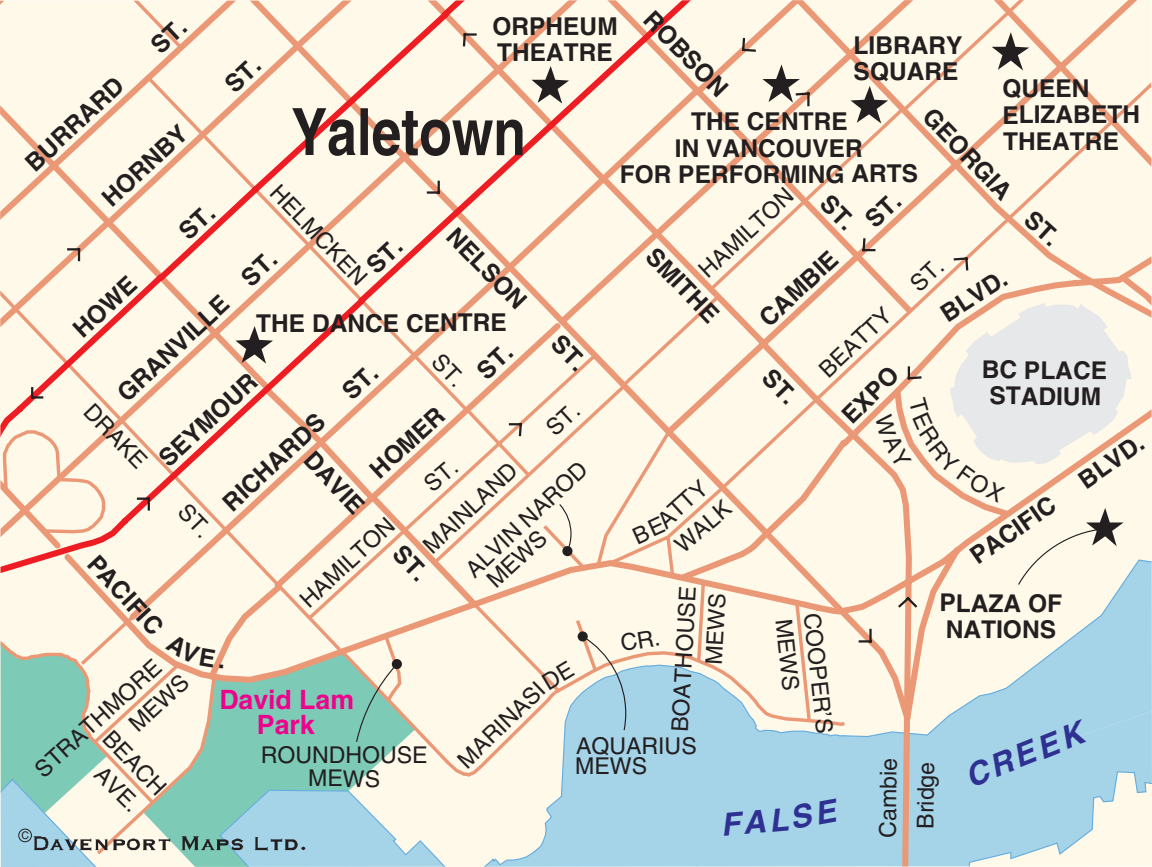 ORPHEUM
THEATRE
ROBSON
ST.
LIBRARY
SQUARE
QUEEN
ELIZABETH
THEATRE
BURRARD
ST.
HORNBY
ST.
Yaletown
THE CENTRE
IN VANCOUVER
FOR PERFORMING ARTS
GEORGIA
ST.
HOWE
ST.
HELMCKEN
ST.
NELSON
ST.
SMITHE
ST.
HAMILTON
CAMBIE
ST.
BEATTY
ST.
EXPO
BLVD.
GRANVILLE
ST.
THE DANCE CENTRE
SEYMOUR
ST.
BC PLACE
STADIUM
DRAKE
ST.
RICHARDS
ST.
DAVIE
ST.
HOMER
ST.
HAMILTON
ST.
MAINLAND
ST.
ALVIN NAROD
MEWS
BEATTY
WALK
TERRY FOX
WAY
PACIFIC
BLVD.
PLAZA OF
NATIONS
PACIFIC
AVE.
STRATHMORE
MEWS
BEACH
AVE.
David Lam
Park
ROUNDHOUSE
MEWS
MARINASIDE
CR.
AQUARIUS
MEWS
BOATHOUSE
MEWS
COOPER'S
MEWS
FALSE
CREEK
Cambie
Bridge
©DAVENPORT MAPS LTD.